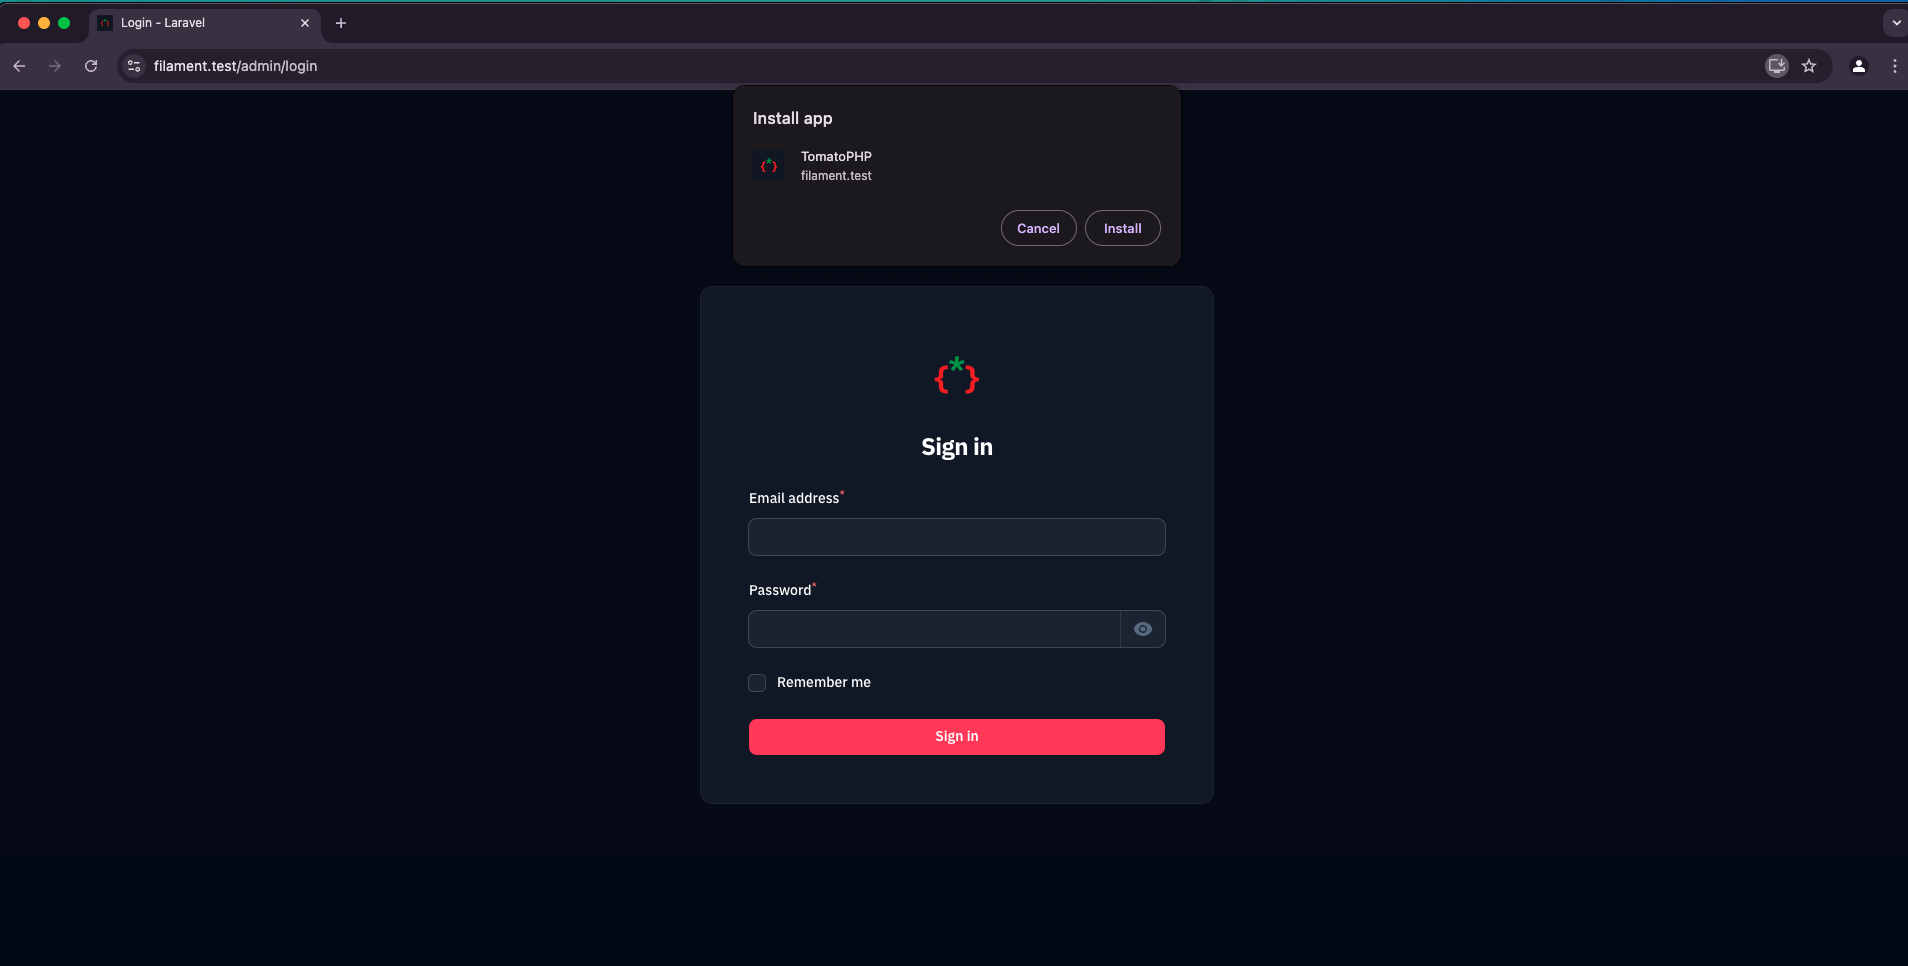 Login - Laravel
filament.test/admin/login
Install app
TomatoPHP
filament.test
Cancel
Install
{*}
Sign in
Email address*
Password*
Remember me
Sign in